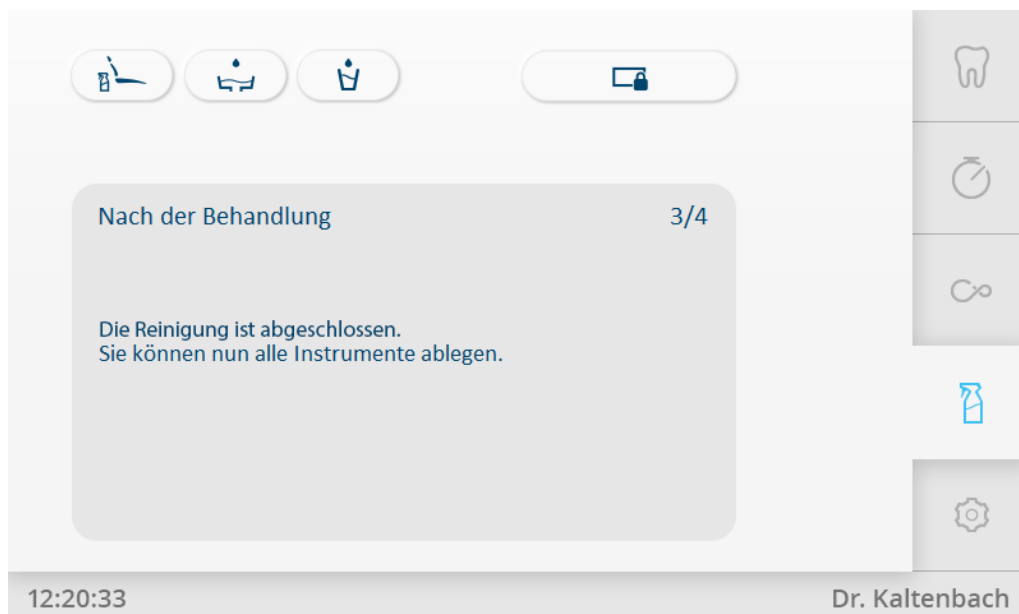 Nach der Behandlung 3/4
Die Reinigung ist abgeschlossen.
Sie können nun alle Instrumente ablegen.
12:20:33 Dr. Kaltenbach